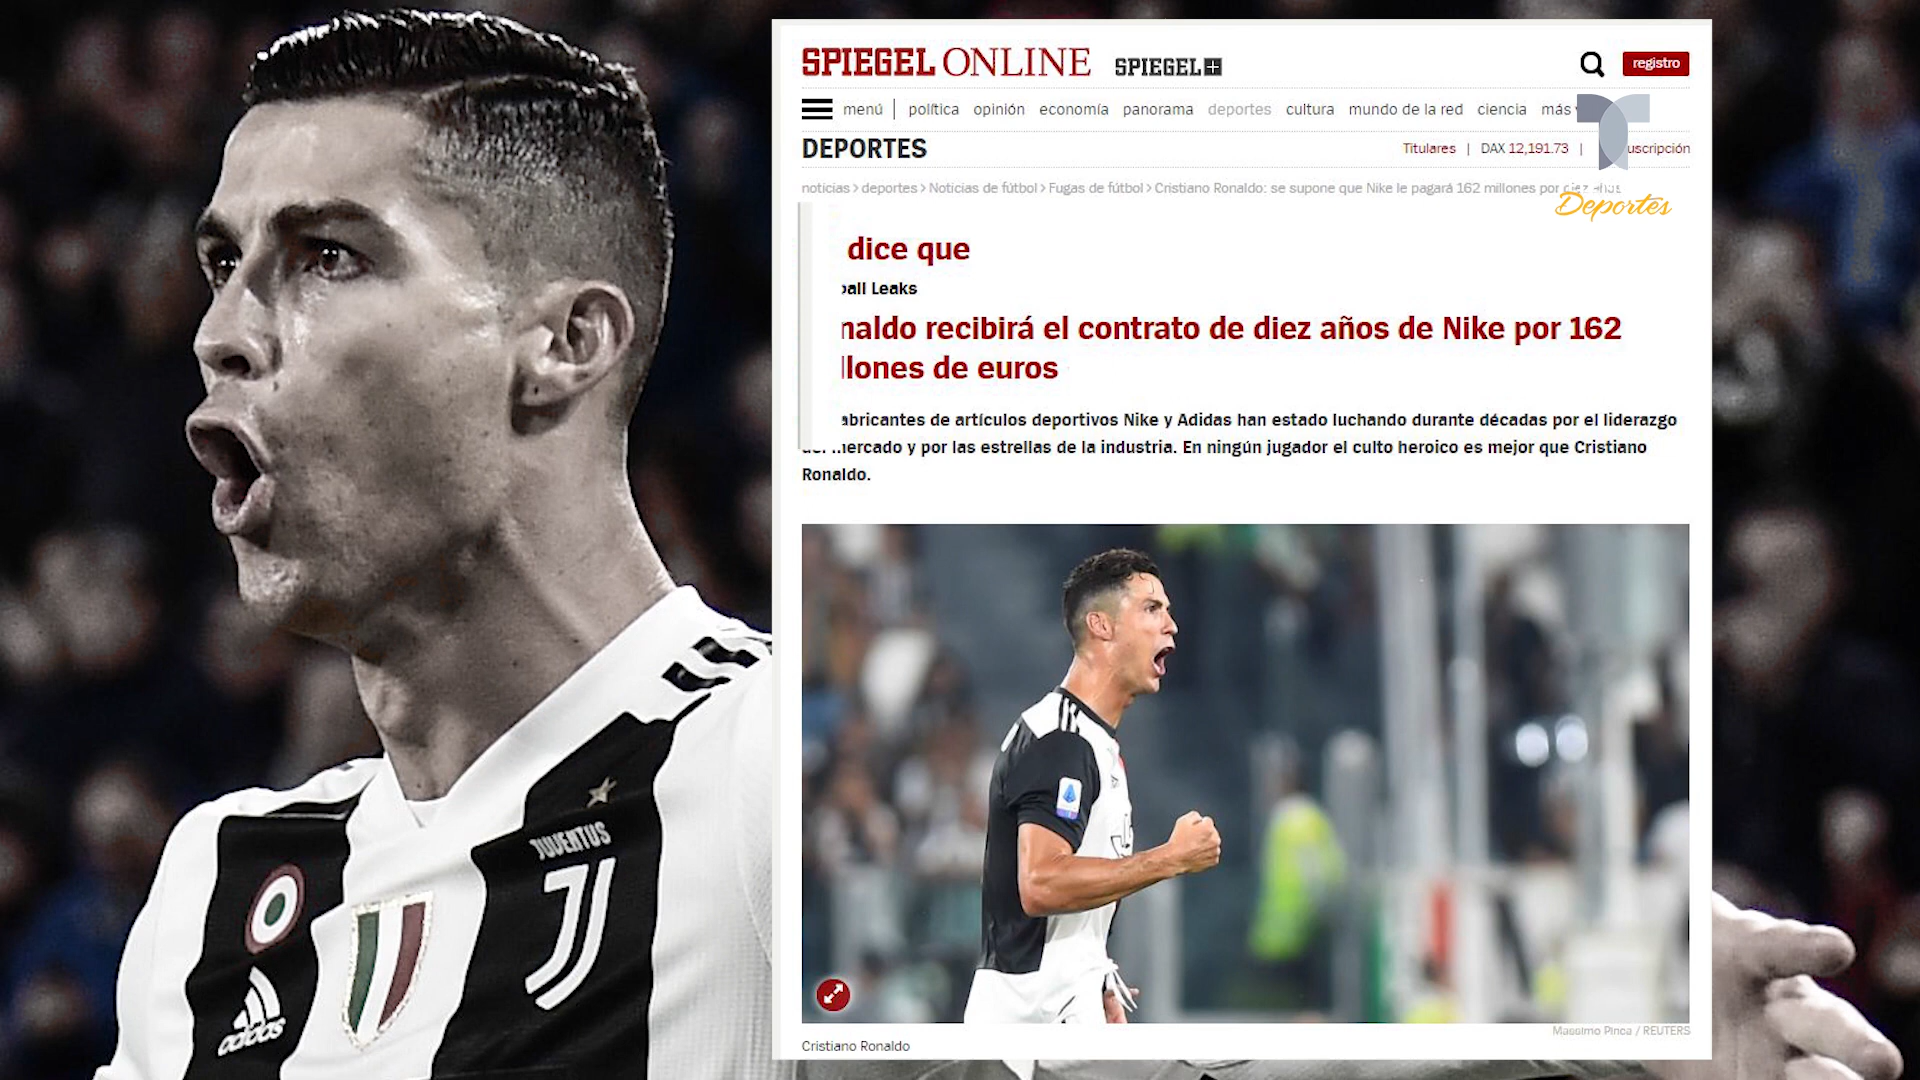 SPIEGEL ONLINE SPIEGEL+
registro
menú | política opinión economía panorama deportes cultura mundo de la red ciencia más
DEPORTES
Titulares | DAX 12,191.73 |
noticias > deportes > Noticias de fútbol > Fugas de fútbol > Cristiano Ronaldo: se supone que Nike le pagará 162 millones por diez años
Deportes
dice que
ball Leaks
naldo recibirá el contrato de diez años de Nike por 162
llones de euros
abricantes de artículos deportivos Nike y Adidas han estado luchando durante décadas por el liderazgo
mercado y por las estrellas de la industria. En ningún jugador el culto heroico es mejor que Cristiano
Ronaldo.
Massimo Pinca / REUTERS
Cristiano Ronaldo
JUVENTUS
adidas